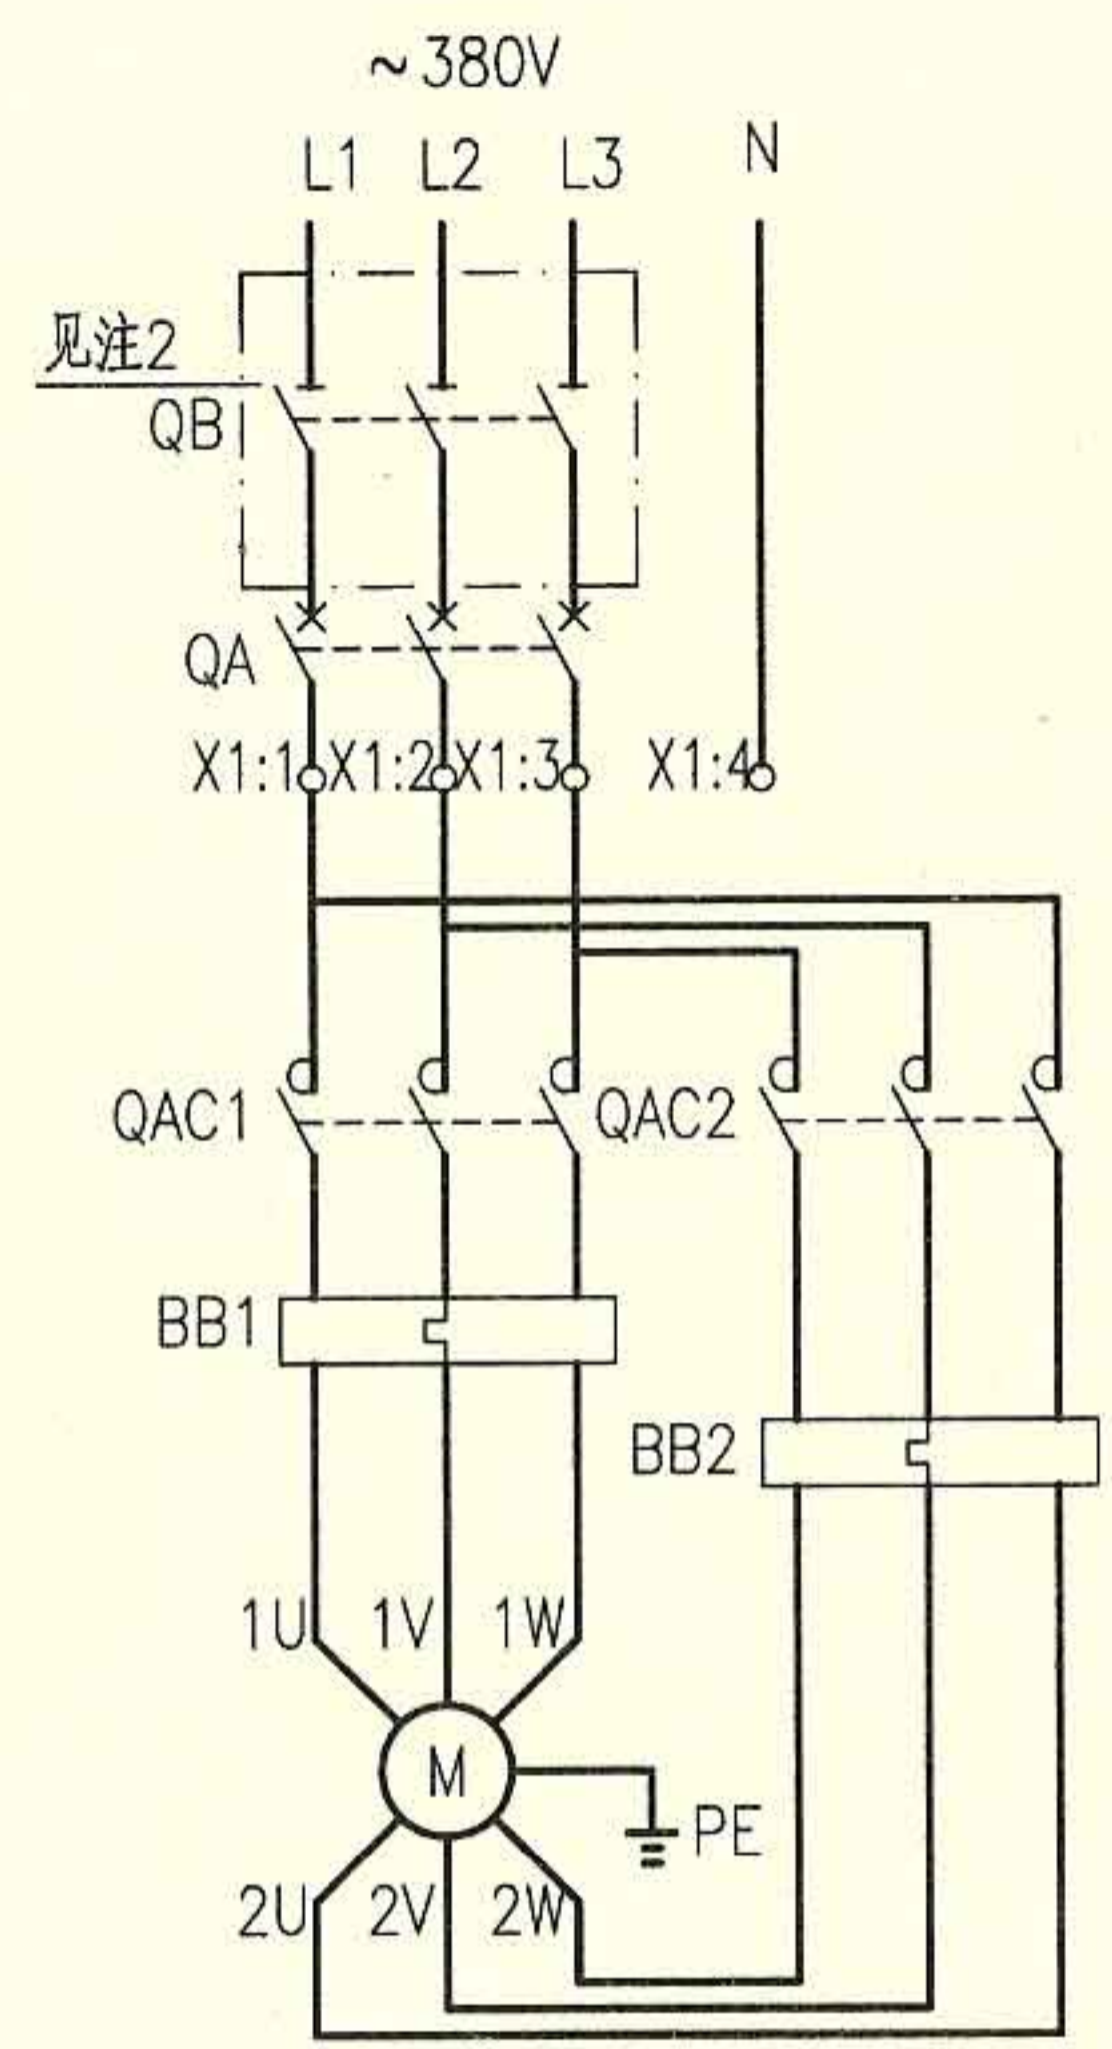 ~380V
L1 L2 L3 N
见注2
QB
QA
X1:1 X1:2 X1:3 X1:4
QAC1 QAC2
BB1
BB2
1U 1V 1W
M
PE
2U 2V 2W